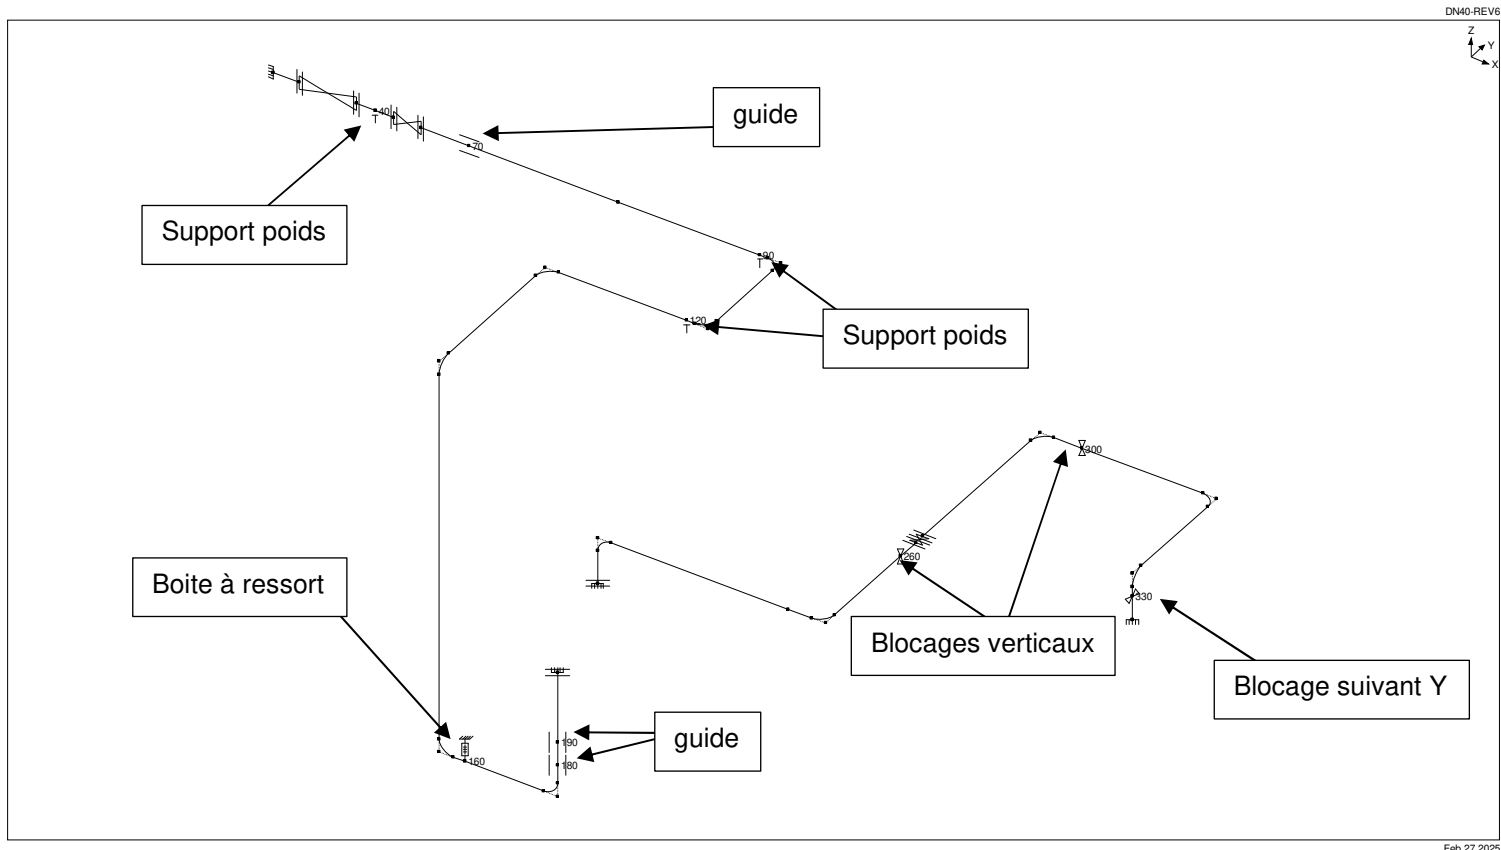 DN40-REV6
Z
Y
X
40
guide
70
Support poids
90
120
Support poids
300
260
Boite à ressort
330
Blocages verticaux
Blocage suivant Y
190
guide
160
180
Feb 27 2025